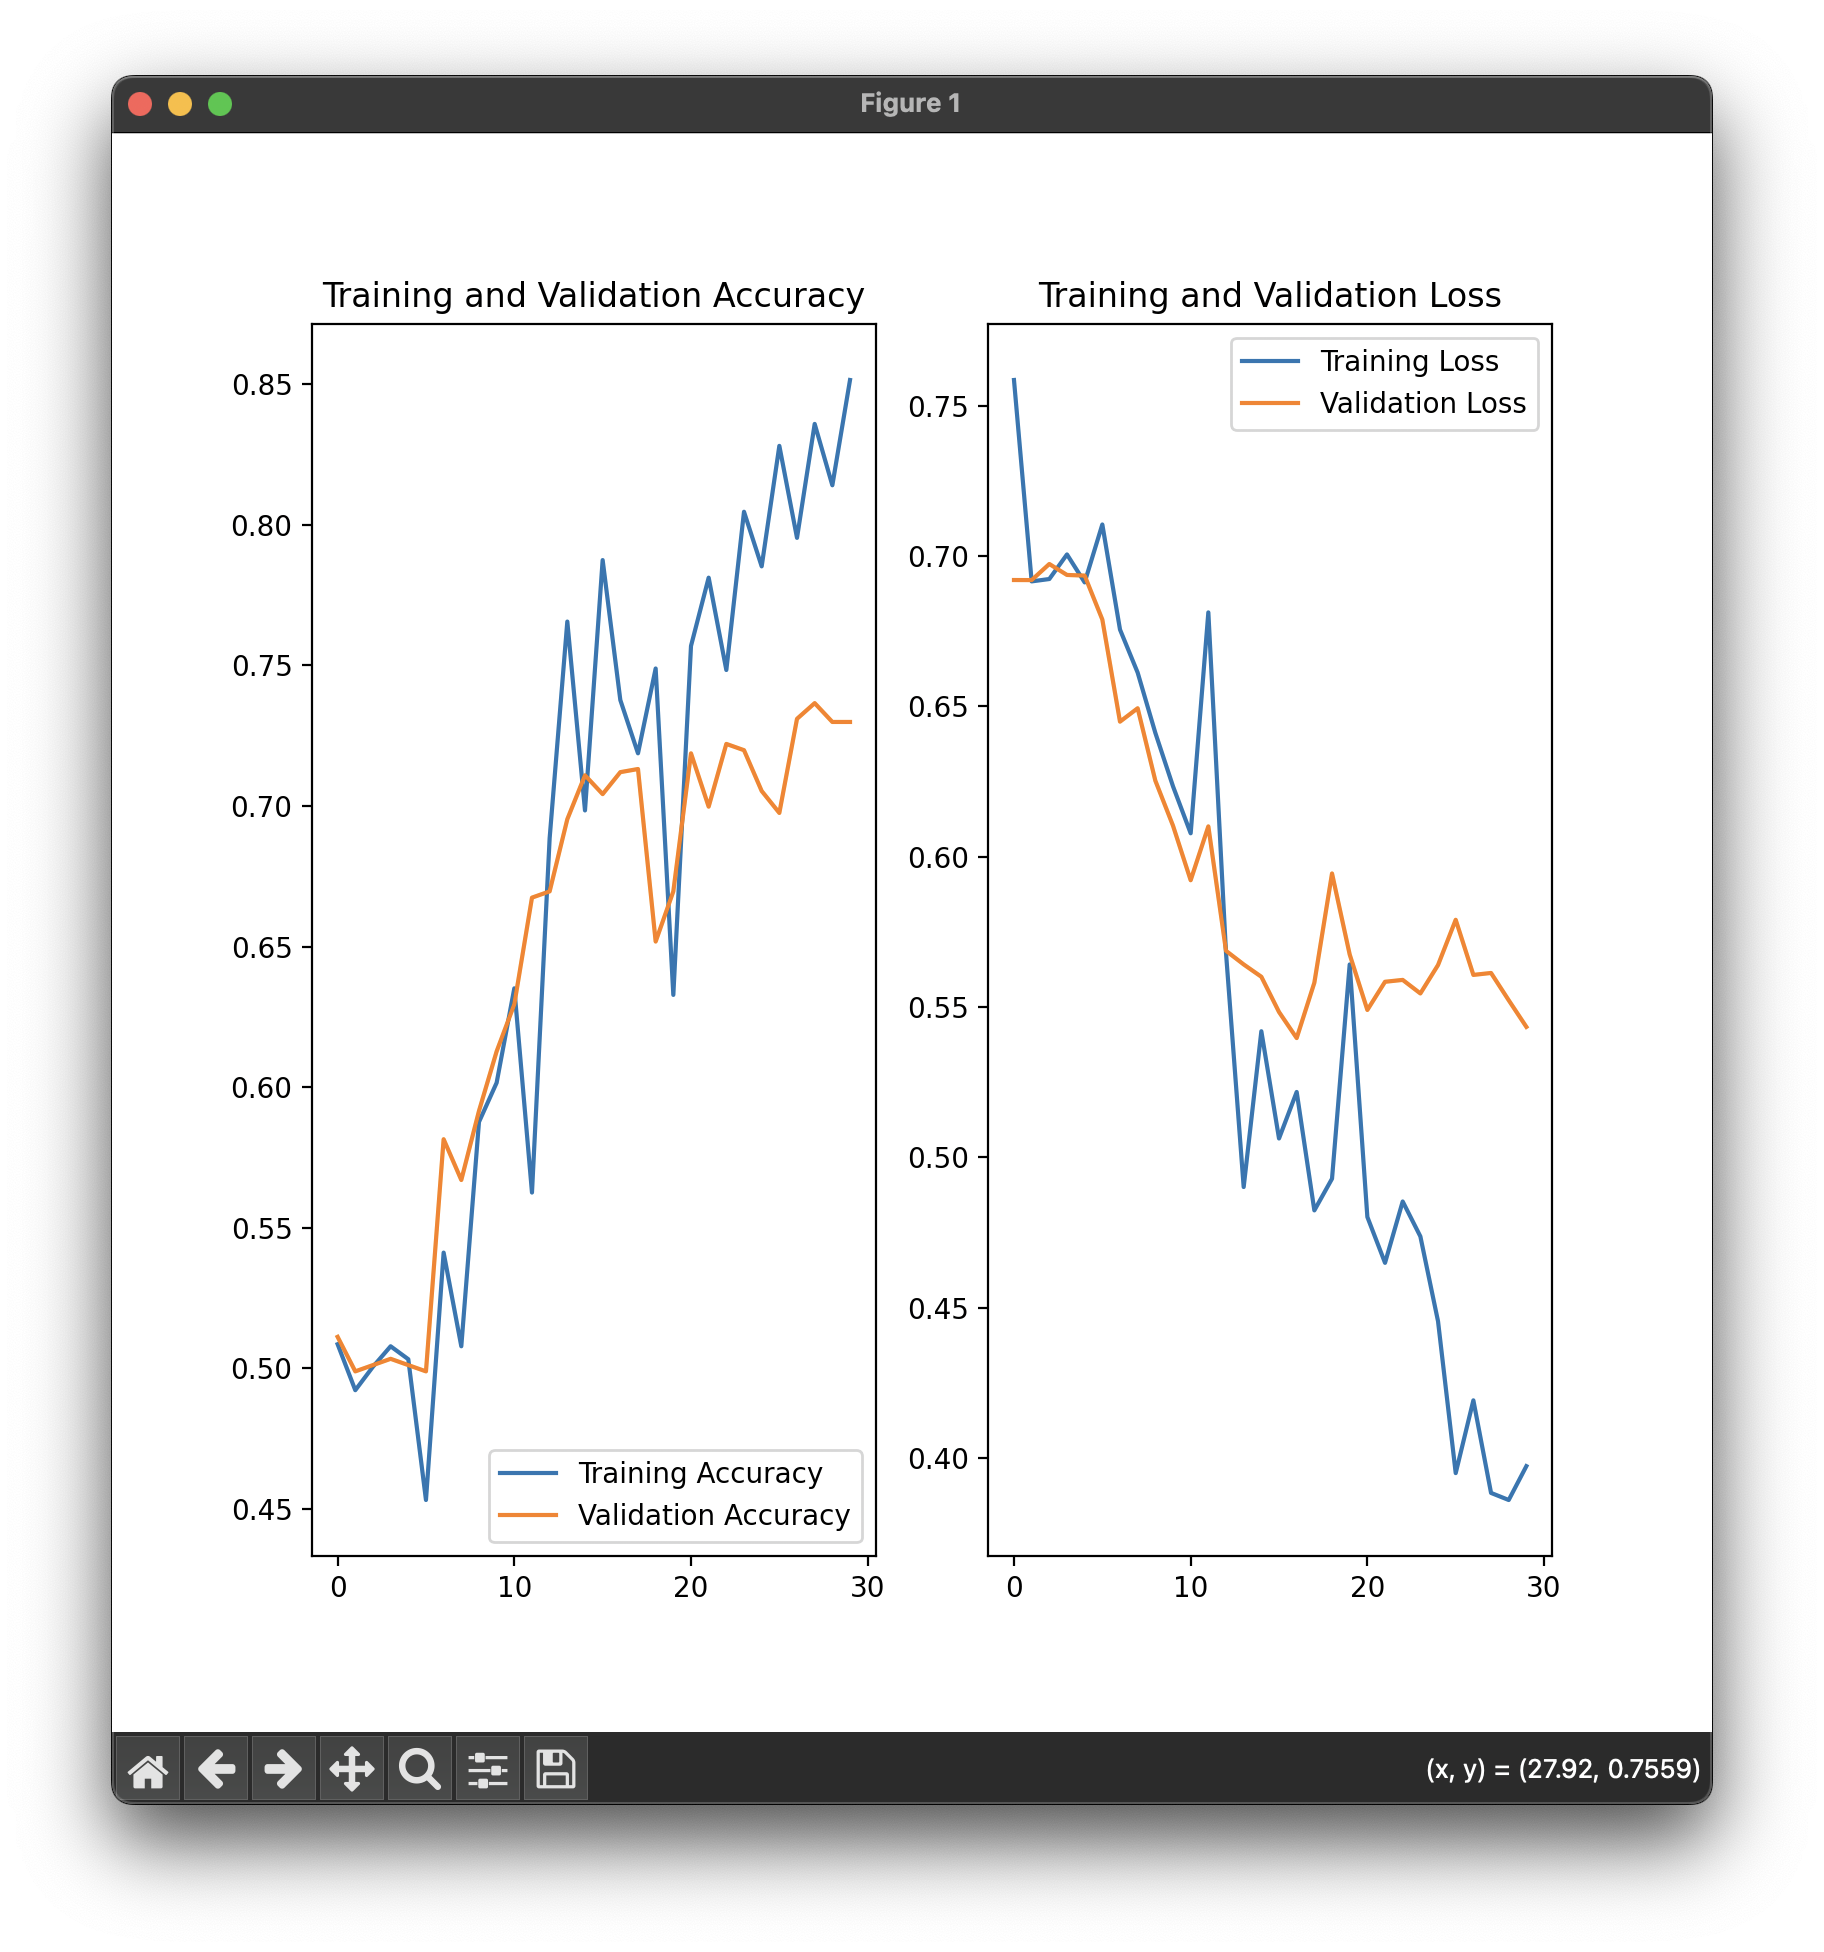 Figure 1
Training and Validation Accuracy
0.85
0.80
0.75
0.70
0.65
0.60
0.55
0.50
0.45
0 10 20 30
Training Accuracy
Validation Accuracy
Training and Validation Loss
Training Loss
Validation Loss
0.75
0.70
0.65
0.60
0.55
0.50
0.45
0.40
0 10 20 30
(x, y) = (27.92, 0.7559)